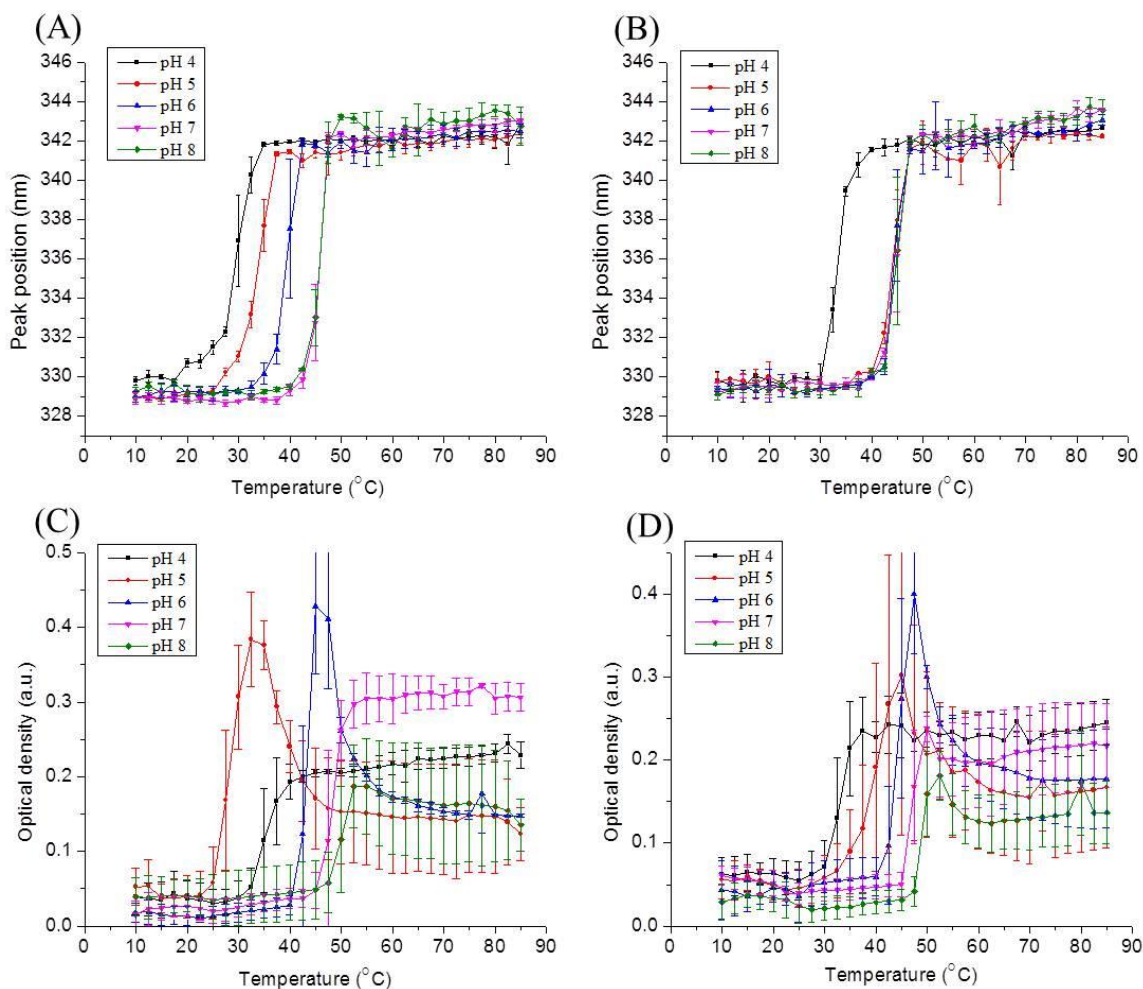 (A)
pH 4
pH 5
pH 6
pH 7
pH 8
346
344
342
340
338
336
334
332
330
328
Peak position (nm)
0 10 20 30 40 50 60 70 80 90
Temperature (°C)
(B)
pH 4
pH 5
pH 6
pH 7
pH 8
346
344
342
340
338
336
334
332
330
328
Peak position (nm)
0 10 20 30 40 50 60 70 80 90
Temperature (°C)
(C)
pH 4
pH 5
pH 6
pH 7
pH 8
0.5
0.4
0.3
0.2
0.1
0.0
Optical density (a.u.)
0 10 20 30 40 50 60 70 80 90
Temperature (°C)
(D)
pH 4
pH 5
pH 6
pH 7
pH 8
0.4
0.3
0.2
0.1
0.0
Optical density (a.u.)
0 10 20 30 40 50 60 70 80 90
Temperature (°C)